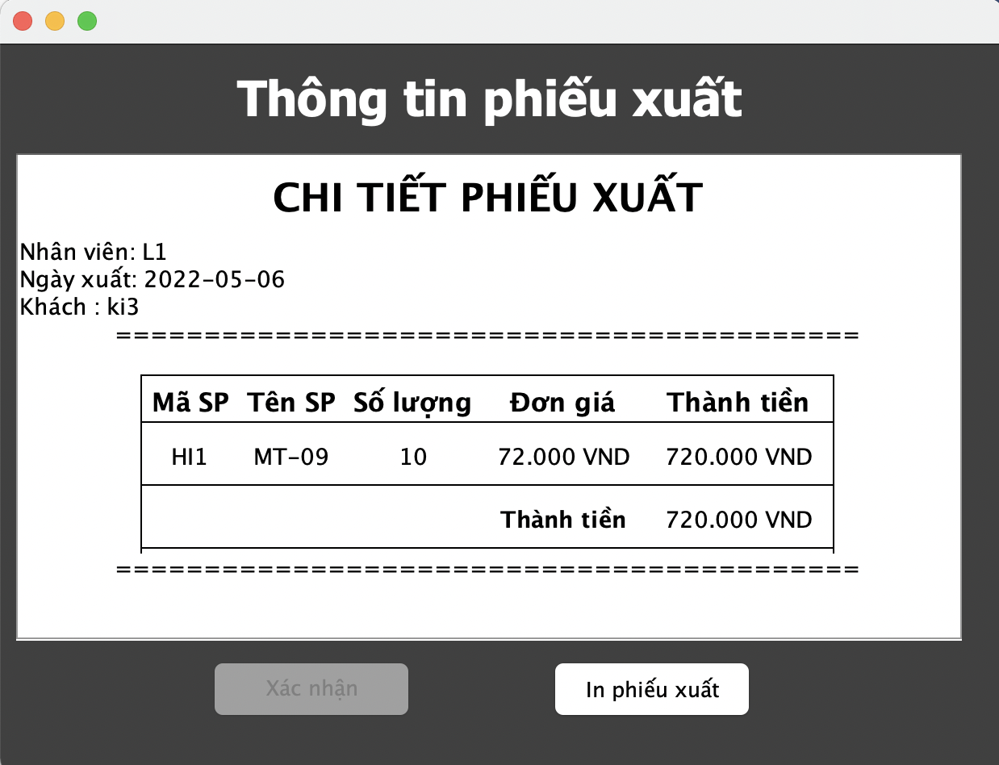 Thông tin phiếu xuất
CHI TIẾT PHIẾU XUẤT
Nhân viên: L1
Ngày xuất: 2022-05-06
Khách : ki3
==========================================
Mã SP Tên SP Số lượng Đơn giá Thành tiền
HI1 MT-09 10 72.000 VND 720.000 VND
Thành tiền 720.000 VND
==========================================
Xác nhận In phiếu xuất